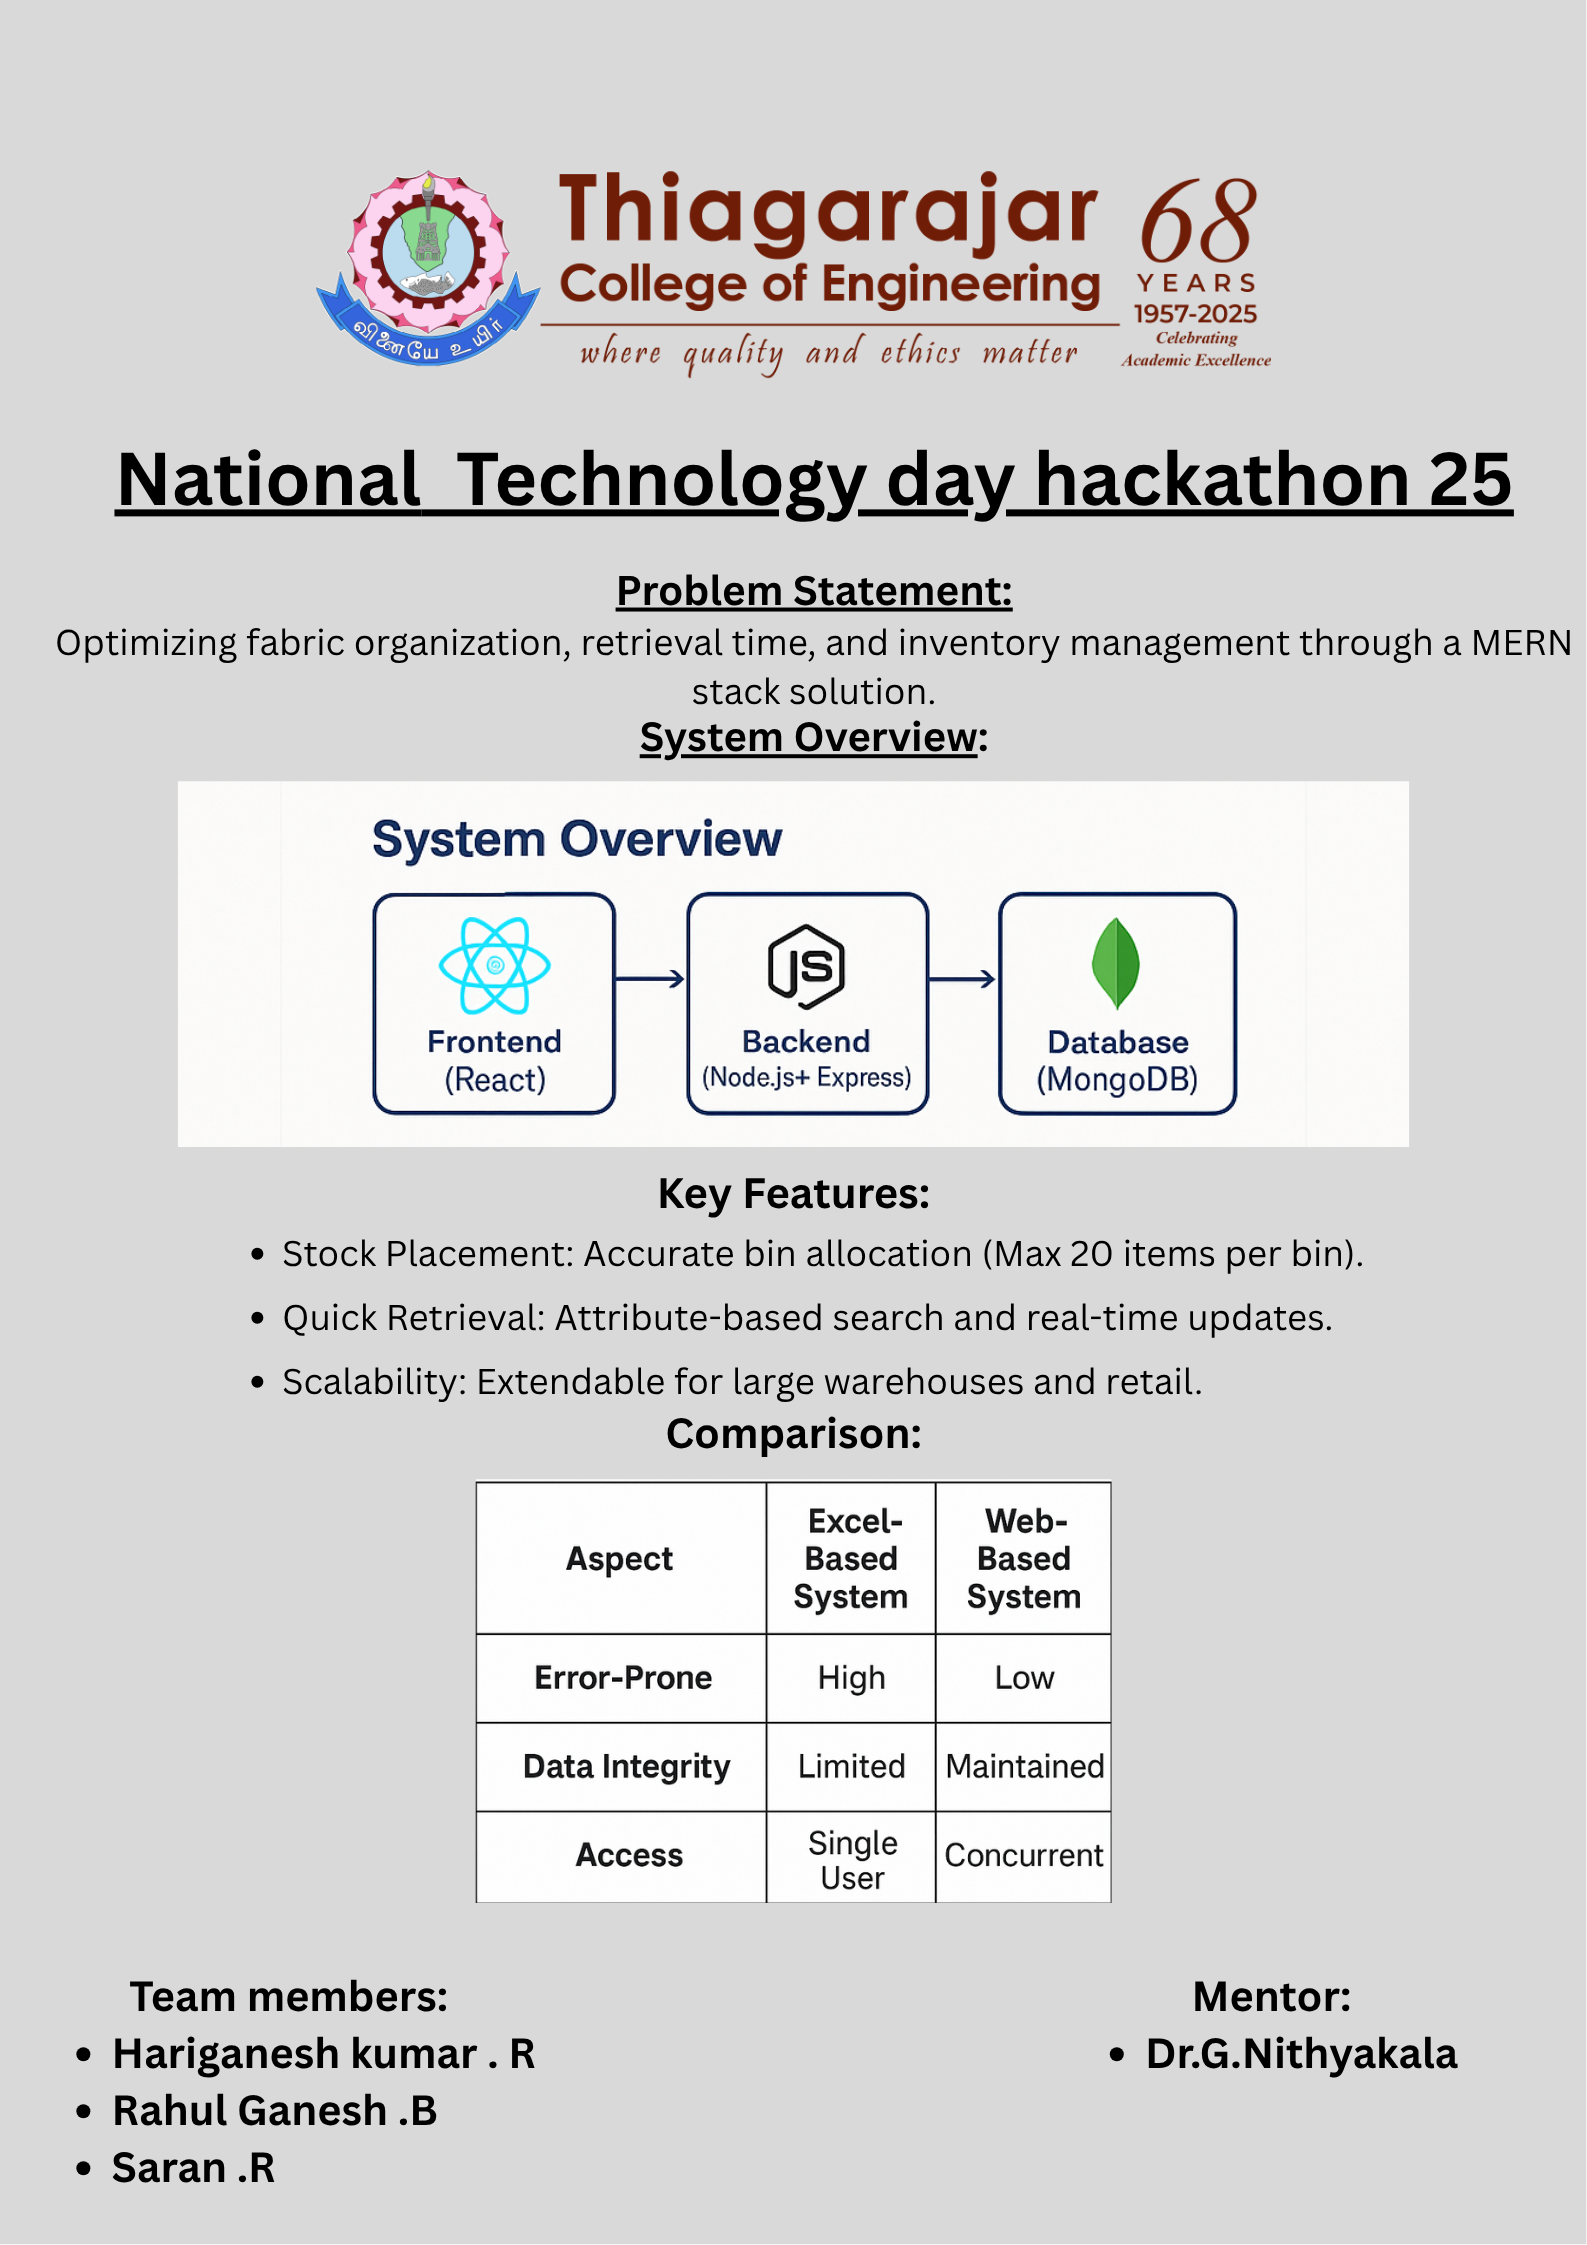 Thiagarajar
College of Engineering
where quality and ethics matter
68
YEARS
1957-2025
Celebrating
Academic Excellence
வினையே உயிர்
National  Technology day hackathon 25
Problem Statement:
Optimizing fabric organization, retrieval time, and inventory management through a MERN
stack solution.
System Overview:
System Overview
Frontend
(React)
JS
Backend
(Node.js+ Express)
Database
(MongoDB)
Key Features:
• Stock Placement: Accurate bin allocation (Max 20 items per bin).
• Quick Retrieval: Attribute-based search and real-time updates.
• Scalability: Extendable for large warehouses and retail.
Comparison:
Aspect
Excel-
Based
System
Web-
Based
System
Error-Prone
High
Low
Data Integrity
Limited
Maintained
Access
Single
User
Concurrent
Team members:
• Hariganesh kumar . R
• Rahul Ganesh .B
• Saran .R
Mentor:
• Dr.G.Nithyakala